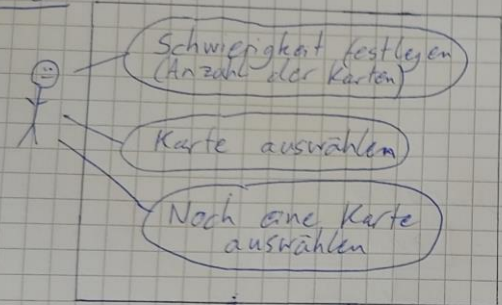 Schwierigkeit festlegen
(Anzahl der Karten)
Karte auswählen
Noch eine Karte
auswählen